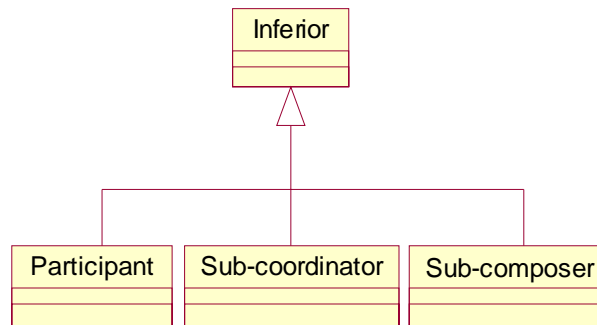 Inferior
Participant
Sub-coordinator
Sub-composer